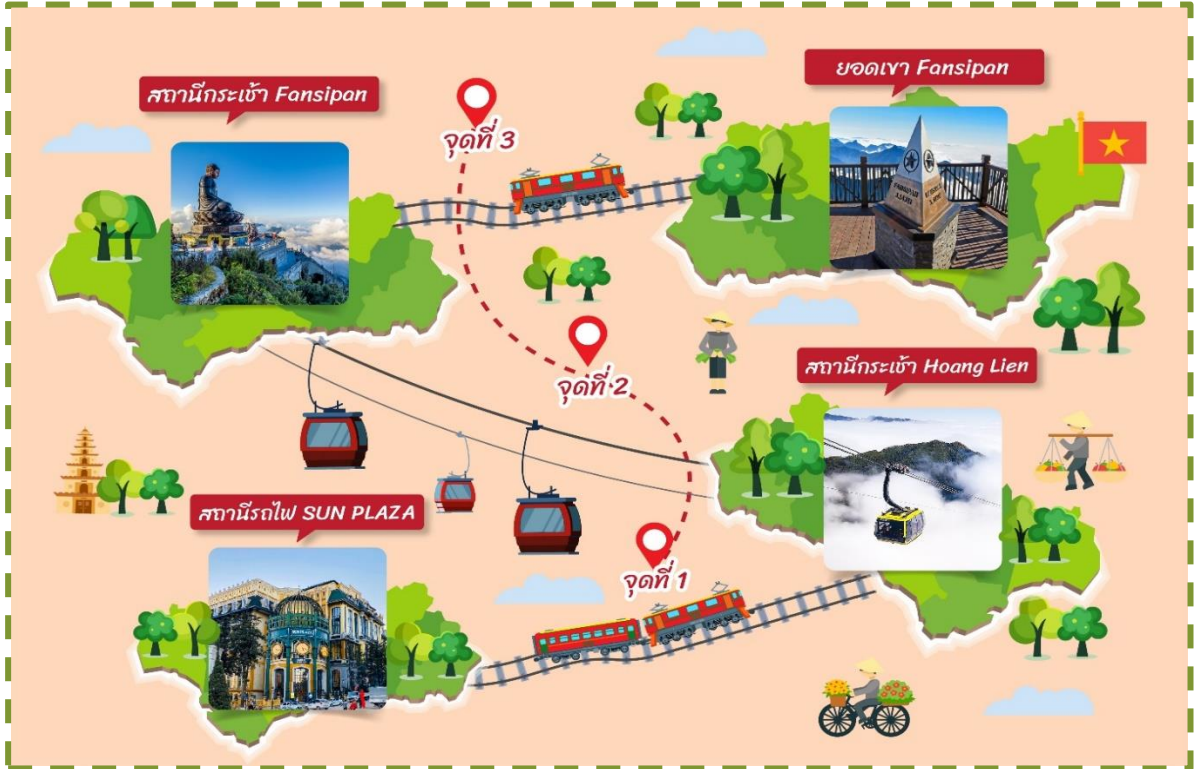 ยอดเขา Fansipan
สถานีกระเช้า Fansipan
จุดที่ 3
จุดที่ 2
สถานีกระเช้า Hoang Lien
สถานีรถไฟ SUN PLAZA
จุดที่ 1